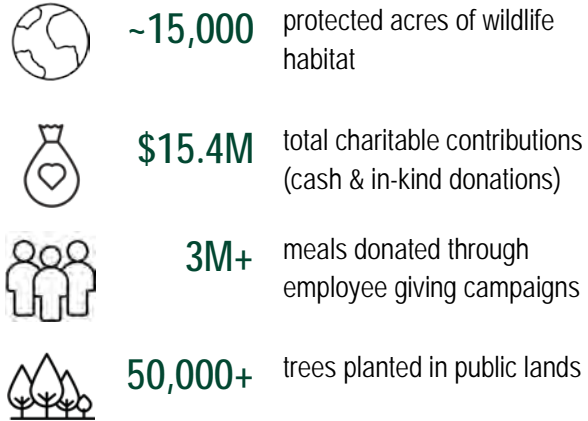 ~15,000 protected acres of wildlife
habitat
$15.4M total charitable contributions
(cash & in-kind donations)
3M+ meals donated through
employee giving campaigns
50,000+ trees planted in public lands